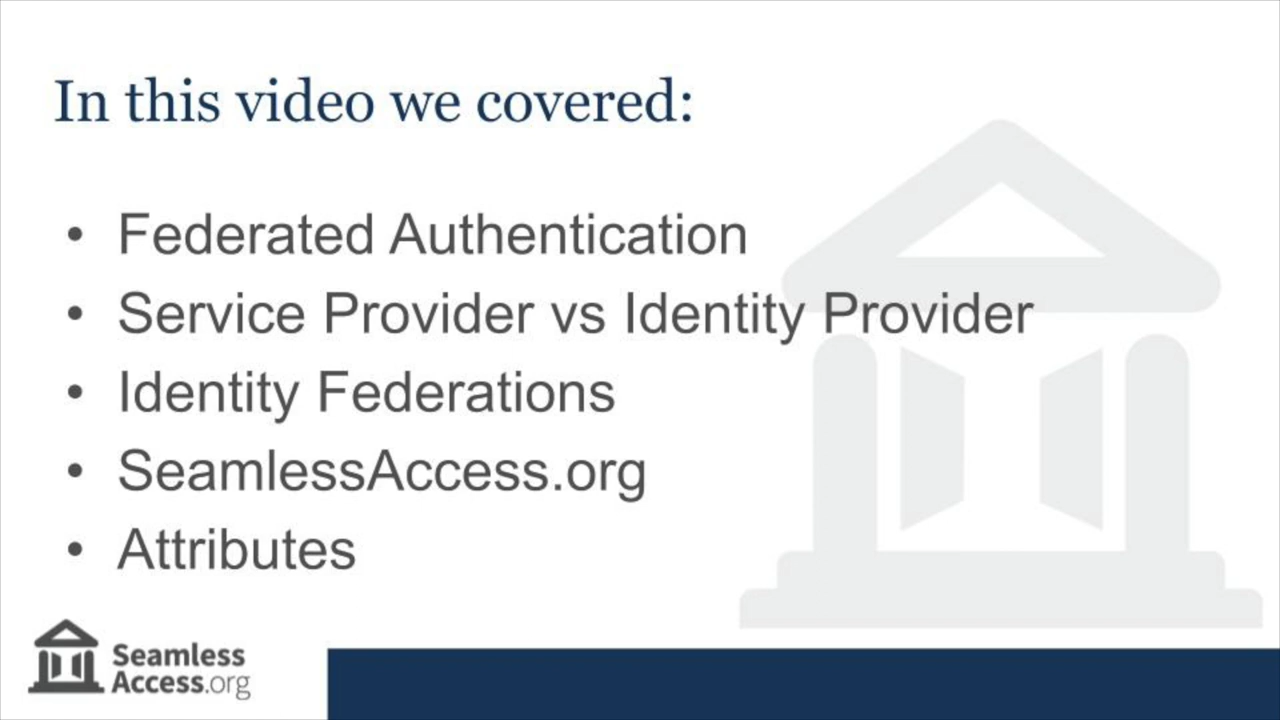 In this video we covered:
• Federated Authentication
• Service Provider vs Identity Provider
• Identity Federations
• SeamlessAccess.org
• Attributes
Seamless
Access.org